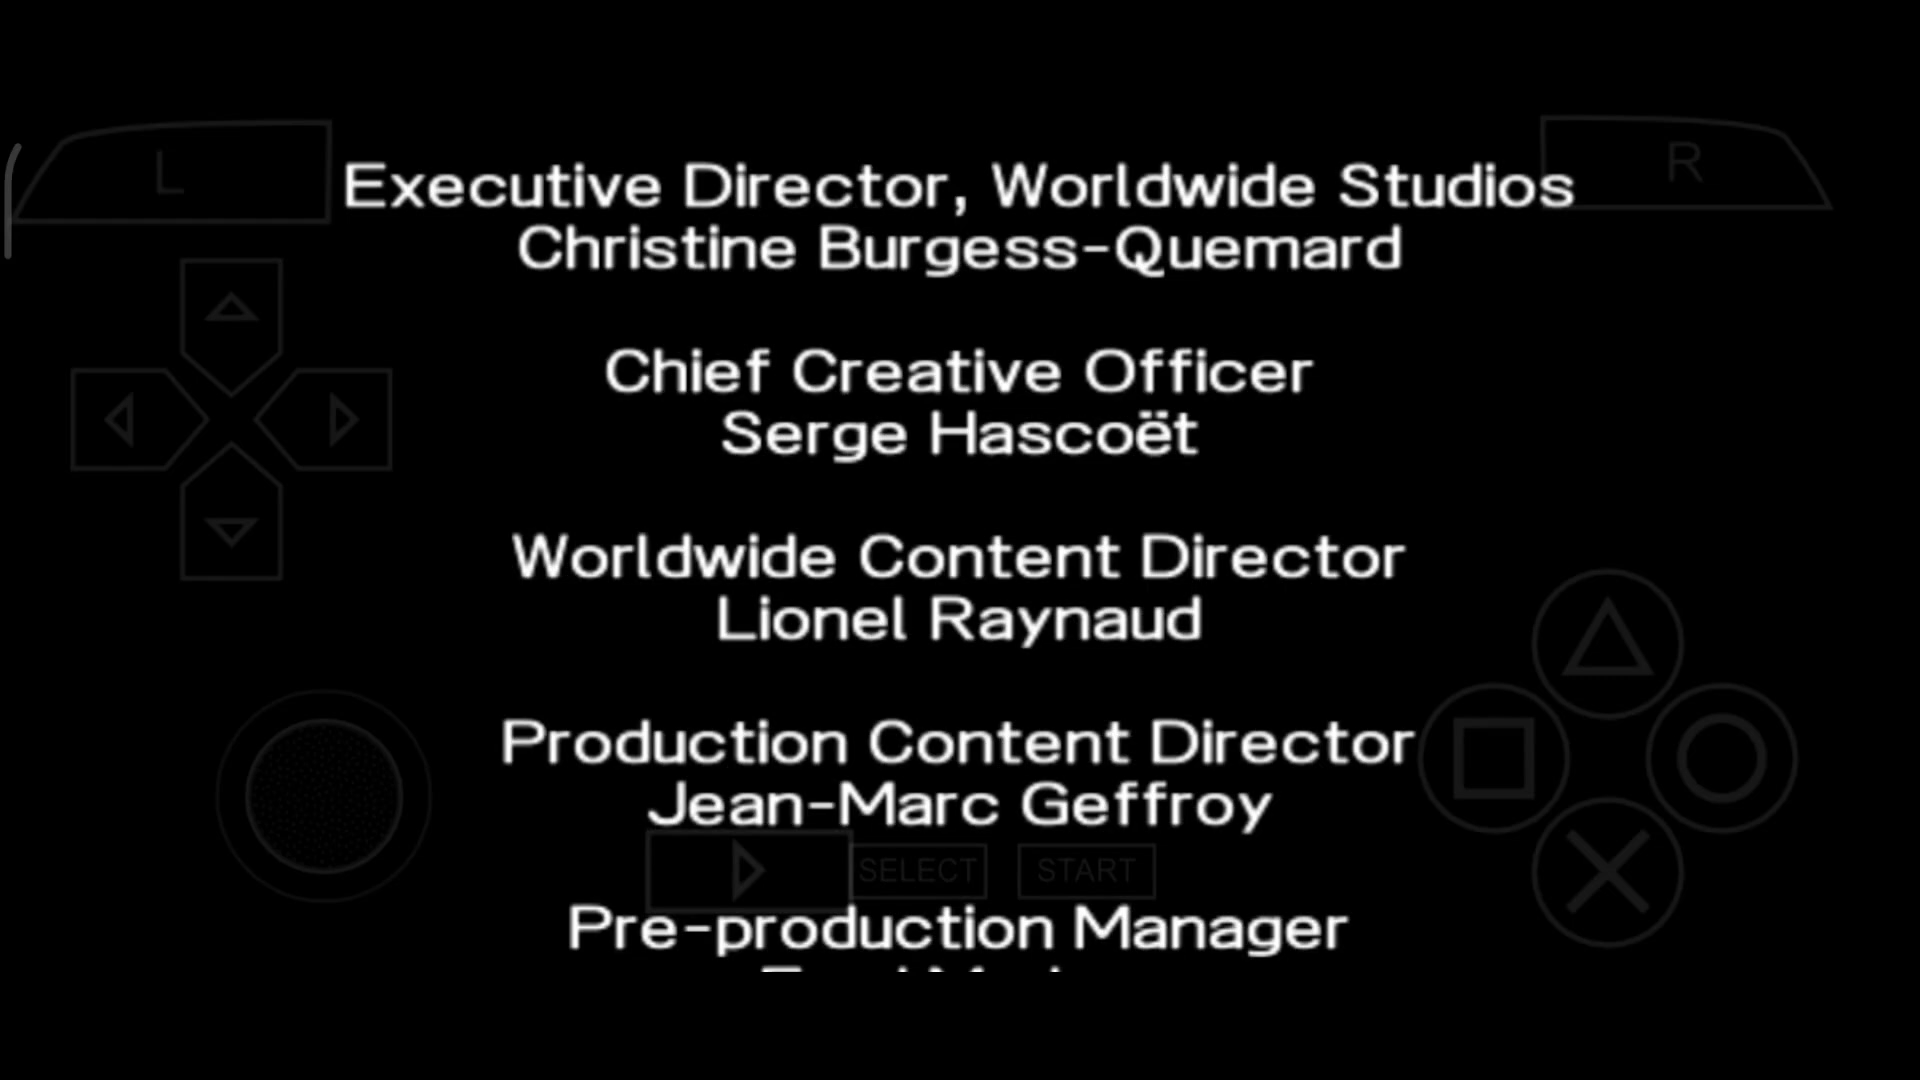 L
R
Executive Director, Worldwide Studios
Christine Burgess-Quemard
Chief Creative Officer
Serge Hascoët
Worldwide Content Director
Lionel Raynaud
Production Content Director
Jean-Marc Geffroy
SELECT
START
Pre-production Manager